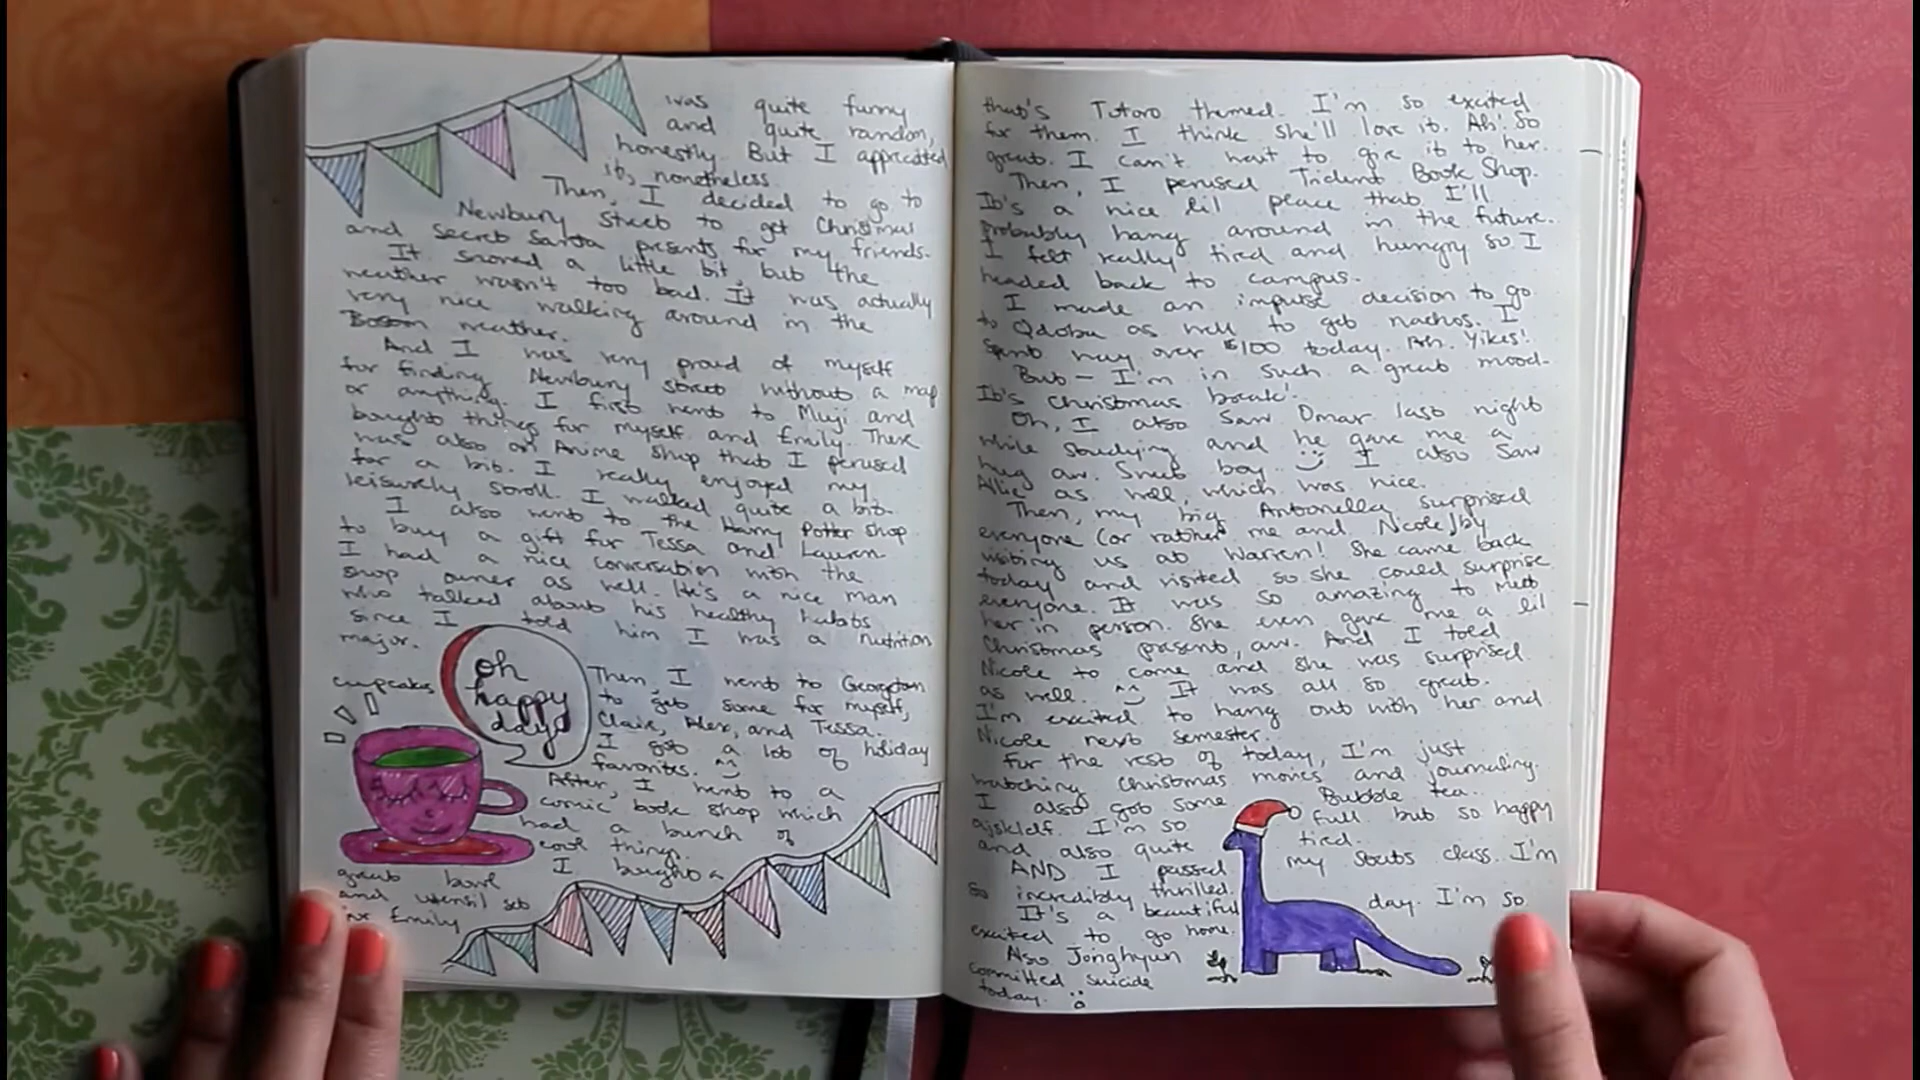 was quite funny
and quite random,
honestly. But I appreciated
it, nonetheless.
Then, I decided to go to
Newbury Street to get Christmas
and secret Santa presents for my friends.
It snowed a little bit but the
weather wasn't too bad. It was actually
very nice walking around in the
Boston weather.
And I was very proud of myself
for finding Newbury street without a map
or anything. I first went to Muji and
bought things for myself and Emily. There
was also an Anime shop that I perused
for a bit. I really enjoyed my
leisurely scroll. I walked quite a bit.
I also went to the Harry Potter shop
to buy a gift for Tessa and Lauren
I had a nice conversation with the
shop owner as well. He's a nice man
who talked about his healthy habits
since I told him I was a nutrition
major.
oh
happy
days
Then, I went to Georgetown
cupcakes to get some for myself,
Clair, Alex, and Tessa.
I got a lot of holiday
favorites. ^^
After, I went to a
comic book shop which
had a bunch of
cool things.
I bought a
great bowl
and utensil set
for Emily
that's Totoro themed. I'm so excited
for them. I think she'll love it. Ah! So
great. I can't wait to give it to her.
Then, I perused Trident Book Shop.
It's a nice lil place that I'll
probably hang around in the future.
I felt really tired and hungry so I
headed back to campus.
I made an impulse decision to go
to Qdoba as well to get nachos. I
spent way over $100 today. Ah. Yikes!
But - I'm in such a great mood-
It's Christmas break!
Oh, I also saw Omar last night
while studying and he gave me a
hug aw. Snub boy. :) I also saw
Allie as well, which was nice.
Then, my big Antonella surprised
everyone (or rather me and Nicole) by
visiting us at Warren! She came back
today and visited so she could surprise
everyone. It was so amazing to meet
her in person. She even gave me a lil
Christmas present, aw. And I told
Nicole to come and she was surprised
as well. ^^ It was all so great.
I'm excited to hang out with her and
Nicole next semester.
For the rest of today, I'm just
watching Christmas movies and journaling.
I also got some Bubble tea.
ajskldf. I'm so full but so happy
and also quite tired.
AND I passed my stats class. I'm
so incredibly thrilled.
It's a beautiful day. I'm so
excited to go home.
Also Jonghyun
committed suicide
today. :(